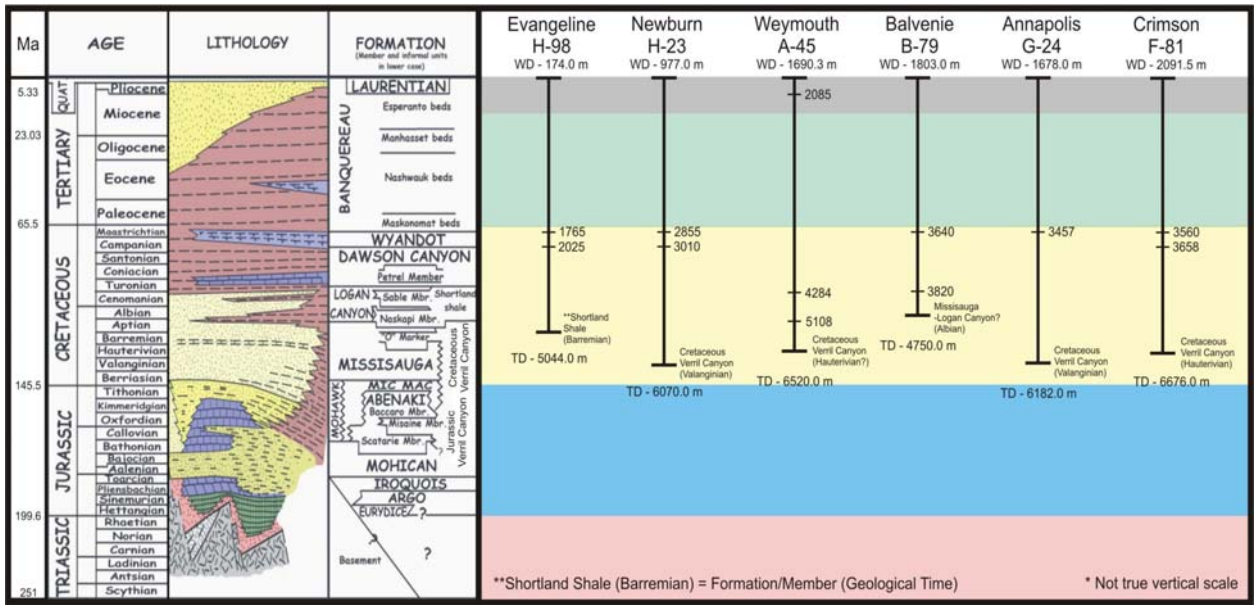 Ma
AGE
LITHOLOGY
FORMATION
(Member and informal units
in lower case)
5.33
23.03
65.5
145.5
199.6
251
QUAT
TERTIARY
CRETACEOUS
JURASSIC
TRIASSIC
Pliocene
Miocene
Oligocene
Eocene
Paleocene
Maastrichtian
Campanian
Santonian
Coniacian
Turonian
Cenomanian
Albian
Aptian
Barremian
Hauterivian
Valanginian
Berriasian
Tithonian
Kimmeridgian
Oxfordian
Callovian
Bathonian
Bajocian
Aalenian
Toarcian
Pliensbachian
Sinemurian
Hettangian
Rhaetian
Norian
Carnian
Ladinian
Antsian
Scythian
LAURENTIAN
BANQUEREAU
Esperanto beds
Manhasset beds
Nashwauk beds
Maskonomat beds
WYANDOT
DAWSON CANYON
Petrel Member
LOGAN
CANYON
Sable Mbr.
Shortland
shale
Naskapi Mbr.
"O" Marker
MISSISAUGA
Cretaceous
Verril Canyon
MIC MAC
MOHAWK
ABENAKI
Baccaro Mbr.
Misaine Mbr.
Scatarie Mbr.
Jurassic
Verril Canyon
?
MOHICAN
IROQUOIS
ARGO
EURYDICE
?
?
Basement
?
Evangeline
H-98
WD - 174.0 m
1765
2025
**Shortland
Shale
(Barremian)
TD - 5044.0 m
Newburn
H-23
WD - 977.0 m
2855
3010
Cretaceous
Verril Canyon
(Valanginian)
TD - 6070.0 m
Weymouth
A-45
WD - 1690.3 m
2085
4284
5108
Cretaceous
Verril Canyon
(Hauterivian?)
TD - 6520.0 m
Balvenie
B-79
WD - 1803.0 m
3640
3820
Missisauga
-Logan Canyon?
(Albian)
TD - 4750.0 m
Annapolis
G-24
WD - 1678.0 m
3457
Cretaceous
Verril Canyon
(Valanginian)
TD - 6182.0 m
Crimson
F-81
WD - 2091.5 m
3560
3658
Cretaceous
Verril Canyon
(Hauterivian)
TD - 6676.0 m
**Shortland Shale (Barremian) = Formation/Member (Geological Time)
* Not true vertical scale